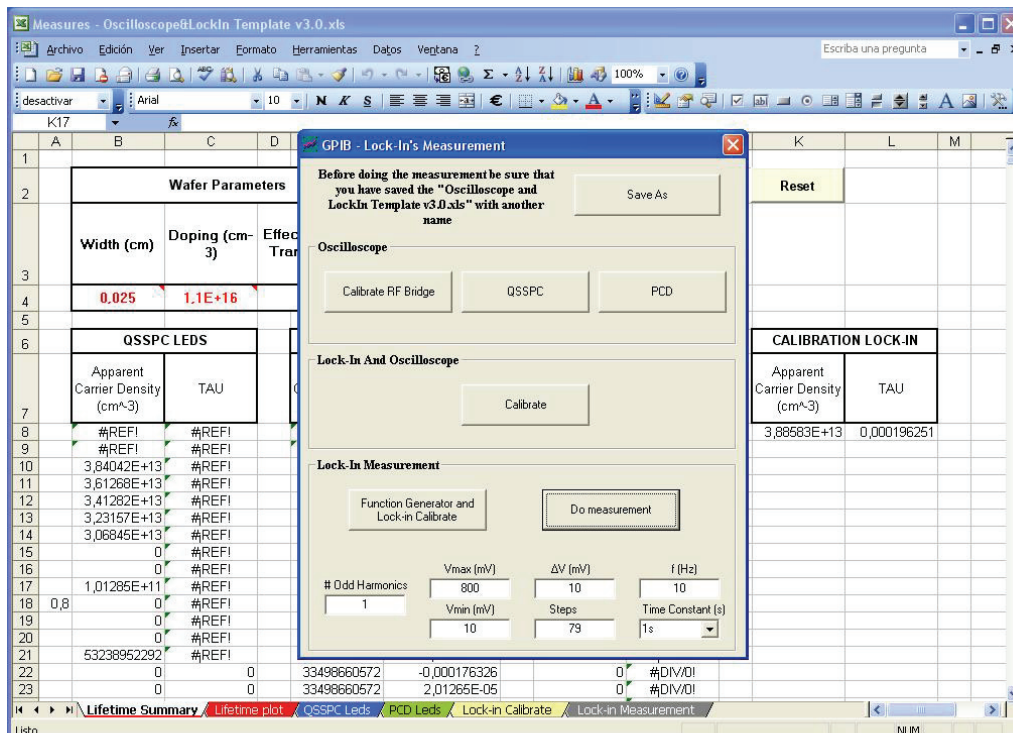 Measures - Oscilloscope&LockIn Template v3.0.xls
Archivo Edición Ver Insertar Formato Herramientas Datos Ventana ?
Escriba una pregunta
100%
desactivar Arial 10 N K S
K17 fx
A B C D K L M
1
2 Wafer Parameters Reset
3 Width (cm) Doping (cm-3) Effec Tran
4 0,025 1,1E+16
5
6 QSSPC LEDS CALIBRATION LOCK-IN
7 Apparent Carrier Density (cm^-3) TAU Apparent Carrier Density (cm^-3) TAU
8 #¡REF! #¡REF! 3,88583E+13 0,000196251
9 #¡REF! #¡REF!
10 3,84042E+13 #¡REF!
11 3,61268E+13 #¡REF!
12 3,41282E+13 #¡REF!
13 3,23157E+13 #¡REF!
14 3,06845E+13 #¡REF!
15 0 #¡REF!
16 0 #¡REF!
17 1,01285E+11 #¡REF!
18 0,8 0 #¡REF!
19 0 #¡REF!
20 0 #¡REF!
21 53238952292 #¡REF!
22 0 0 33498660572 -0,000176326 0 #¡DIV/0!
23 0 0 33498660572 2,01265E-05 0 #¡DIV/0!
GPIB - Lock-In's Measurement
Before doing the measurement be sure that
you have saved the "Oscilloscope and
LockIn Template v3.0.xls" with another
name
Save As
Oscilloscope
Calibrate RF Bridge QSSPC PCD
Lock-In And Oscilloscope
Calibrate
Lock-In Measurement
Function Generator and
Lock-in Calibrate
Do measurement
Vmax (mV) ΔV (mV) f (Hz)
# Odd Harmonics 800 10 10
1 Vmin (mV) Steps Time Constant (s)
10 79 1s
Lifetime Summary Lifetime plot QSSPC Leds PCD Leds Lock-in Calibrate Lock-in Measurement
Listo NUM